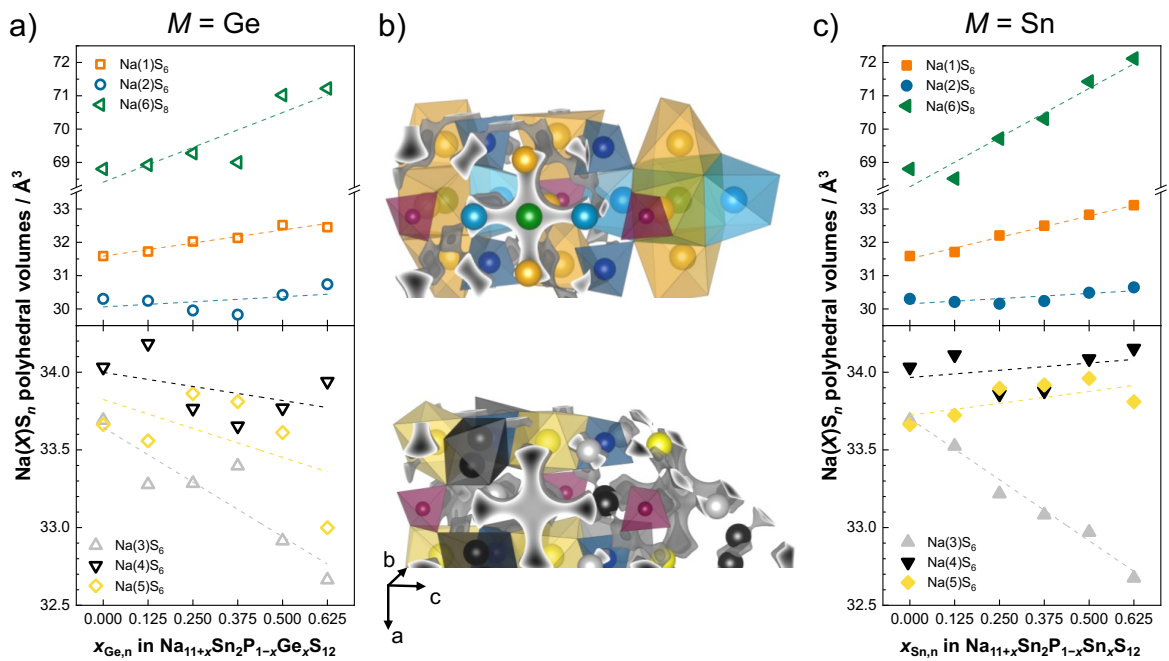 a)
M = Ge
b)
c)
M = Sn
Na(X)Sₙ polyhedral volumes / Å³
72
71
70
69
33
32
31
30
34.0
33.5
33.0
32.5
Na(1)S₆
Na(2)S₆
Na(6)S₈
Na(3)S₆
Na(4)S₆
Na(5)S₆
0.000 0.125 0.250 0.375 0.500 0.625
x_Ge,n in Na₁₁₊ₓSn₂P₁₋ₓGeₓS₁₂
b
c
a
Na(X)Sₙ polyhedral volumes / Å³
72
71
70
69
33
32
31
30
34.0
33.5
33.0
32.5
Na(1)S₆
Na(2)S₆
Na(6)S₈
Na(3)S₆
Na(4)S₆
Na(5)S₆
0.000 0.125 0.250 0.375 0.500 0.625
x_Sn,n in Na₁₁₊ₓSn₂P₁₋ₓSnₓS₁₂